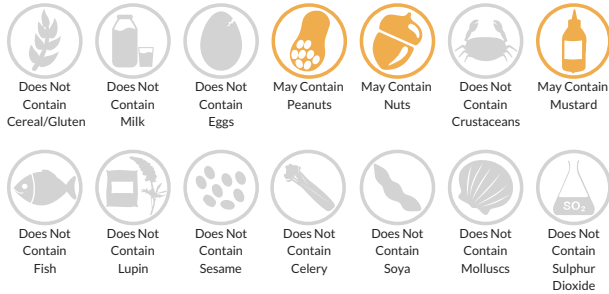 Does Not
Contain
Cereal/Gluten
Does Not
Contain
Milk
Does Not
Contain
Eggs
May Contain
Peanuts
May Contain
Nuts
Does Not
Contain
Crustaceans
May Contain
Mustard
Does Not
Contain
Fish
Does Not
Contain
Lupin
Does Not
Contain
Sesame
Does Not
Contain
Celery
Does Not
Contain
Soya
Does Not
Contain
Molluscs
SO₂
Does Not
Contain
Sulphur
Dioxide